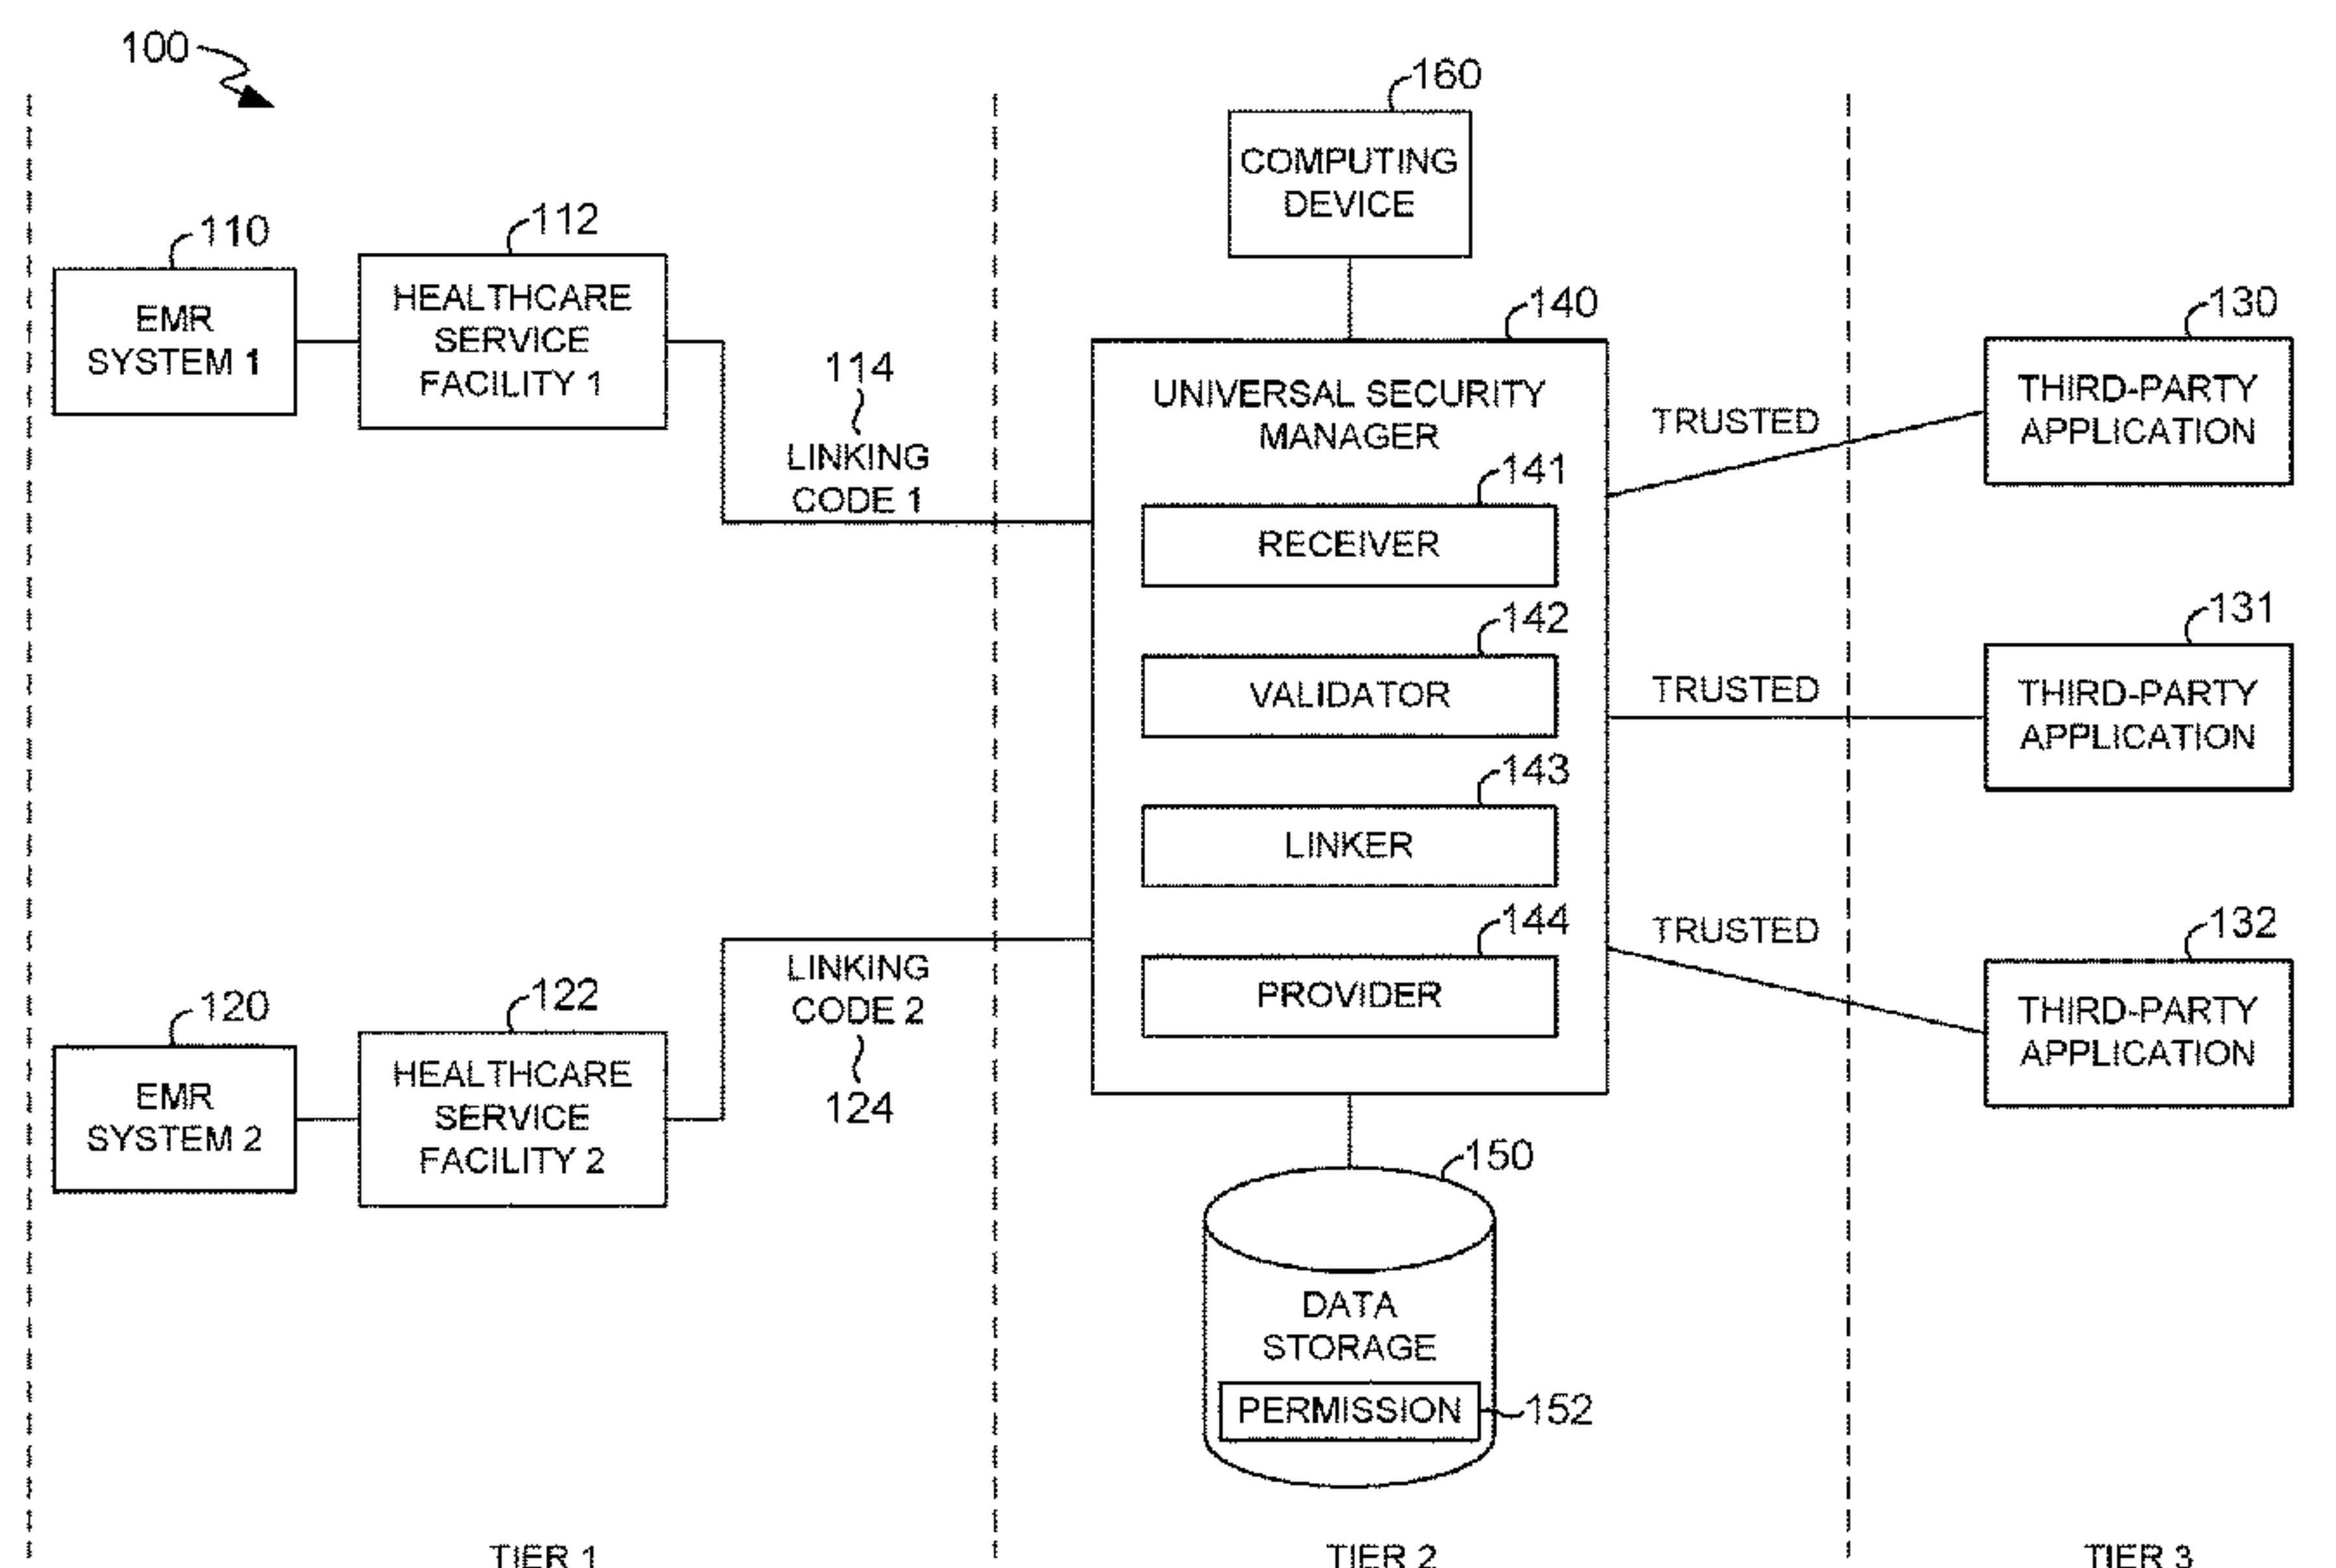 100
110
EMR
SYSTEM 1
112
HEALTHCARE
SERVICE
FACILITY 1
114
LINKING
CODE 1
120
EMR
SYSTEM 2
122
HEALTHCARE
SERVICE
FACILITY 2
LINKING
CODE 2
124
TIER 1
160
COMPUTING
DEVICE
140
UNIVERSAL SECURITY
MANAGER
141
RECEIVER
142
VALIDATOR
143
LINKER
144
PROVIDER
150
DATA
STORAGE
PERMISSION
152
TIER 2
TRUSTED
TRUSTED
TRUSTED
130
THIRD-PARTY
APPLICATION
131
THIRD-PARTY
APPLICATION
132
THIRD-PARTY
APPLICATION
TIER 3